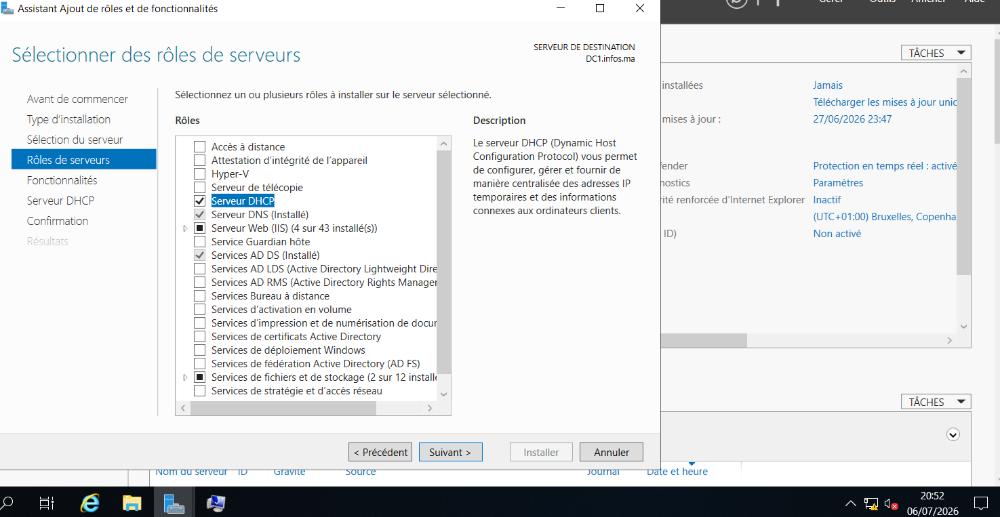 Assistant Ajout de rôles et de fonctionnalités
Gérer Outils Afficher Aide
Sélectionner des rôles de serveurs
SERVEUR DE DESTINATION
DC1.infos.ma
Avant de commencer
Type d’installation
Sélection du serveur
Rôles de serveurs
Fonctionnalités
Serveur DHCP
Confirmation
Résultats
Sélectionnez un ou plusieurs rôles à installer sur le serveur sélectionné.
Rôles
Accès à distance
Attestation d’intégrité de l’appareil
Hyper-V
Serveur de télécopie
Serveur DHCP
Serveur DNS (Installé)
Serveur Web (IIS) (4 sur 43 installé(s))
Service Guardian hôte
Services AD DS (Installé)
Services AD LDS (Active Directory Lightweight Dire
Services AD RMS (Active Directory Rights Manager
Services Bureau à distance
Services d’activation en volume
Services d’impression et de numérisation de docur
Services de certificats Active Directory
Services de déploiement Windows
Services de fédération Active Directory (AD FS)
Services de fichiers et de stockage (2 sur 12 installé
Services de stratégie et d’accès réseau
Description
Le serveur DHCP (Dynamic Host
Configuration Protocol) vous permet
de configurer, gérer et fournir de
manière centralisée des adresses IP
temporaires et des informations
connexes aux ordinateurs clients.
< Précédent
Suivant >
Installer
Annuler
TÂCHES
installées Jamais
Télécharger les mises à jour uniq
mises à jour : 27/06/2026 23:47
fender Protection en temps réel : activé
nostics Paramètres
rité renforcée d’Internet Explorer Inactif
(UTC+01:00) Bruxelles, Copenha
ID) Non activé
TÂCHES
Nom du serveur ID Gravité Source Journal Date et heure
20:52
06/07/2026